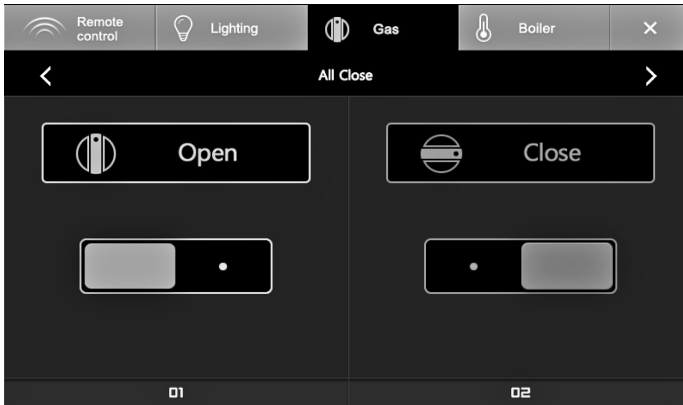 Remote
control
Lighting
Gas
Boiler
All Close
Open
Close
01
02